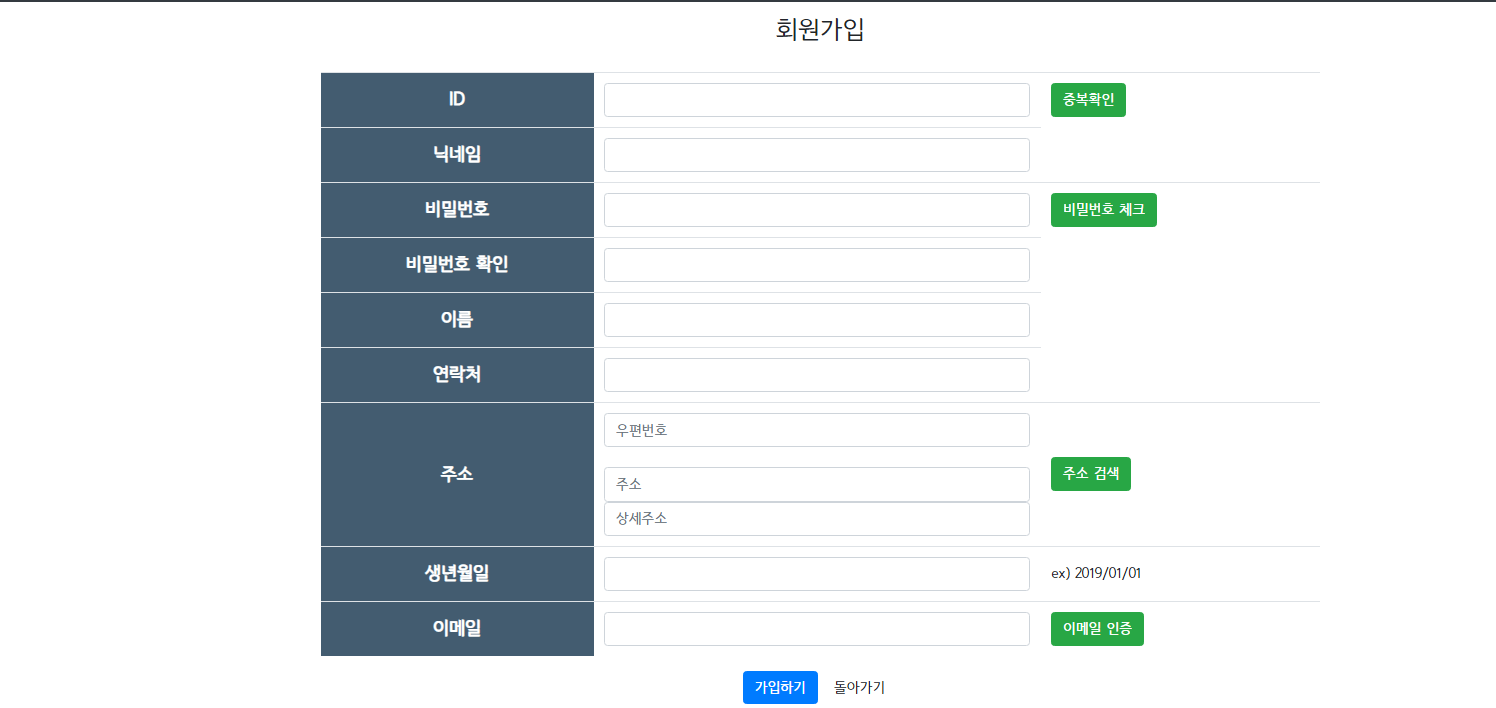 회원가입
ID
중복확인
닉네임
비밀번호
비밀번호 체크
비밀번호 확인
이름
연락처
주소
우편번호
주소
상세주소
주소 검색
생년월일
ex) 2019/01/01
이메일
이메일 인증
가입하기 돌아가기